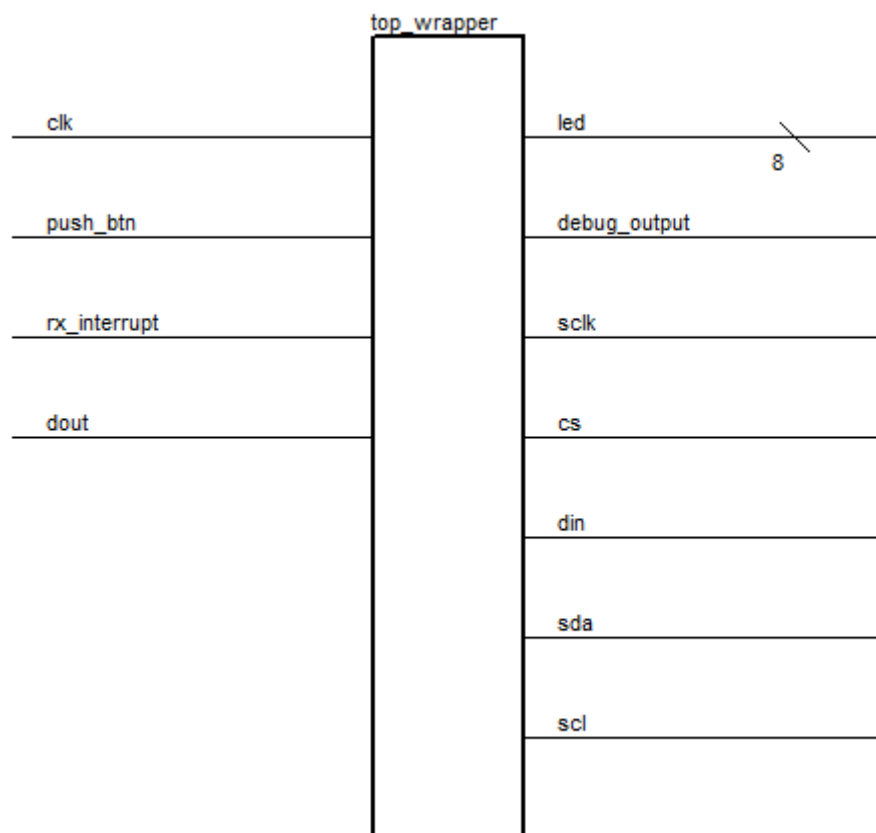 top_wrapper
clk
led
8
push_btn
debug_output
rx_interrupt
sclk
dout
cs
din
sda
scl